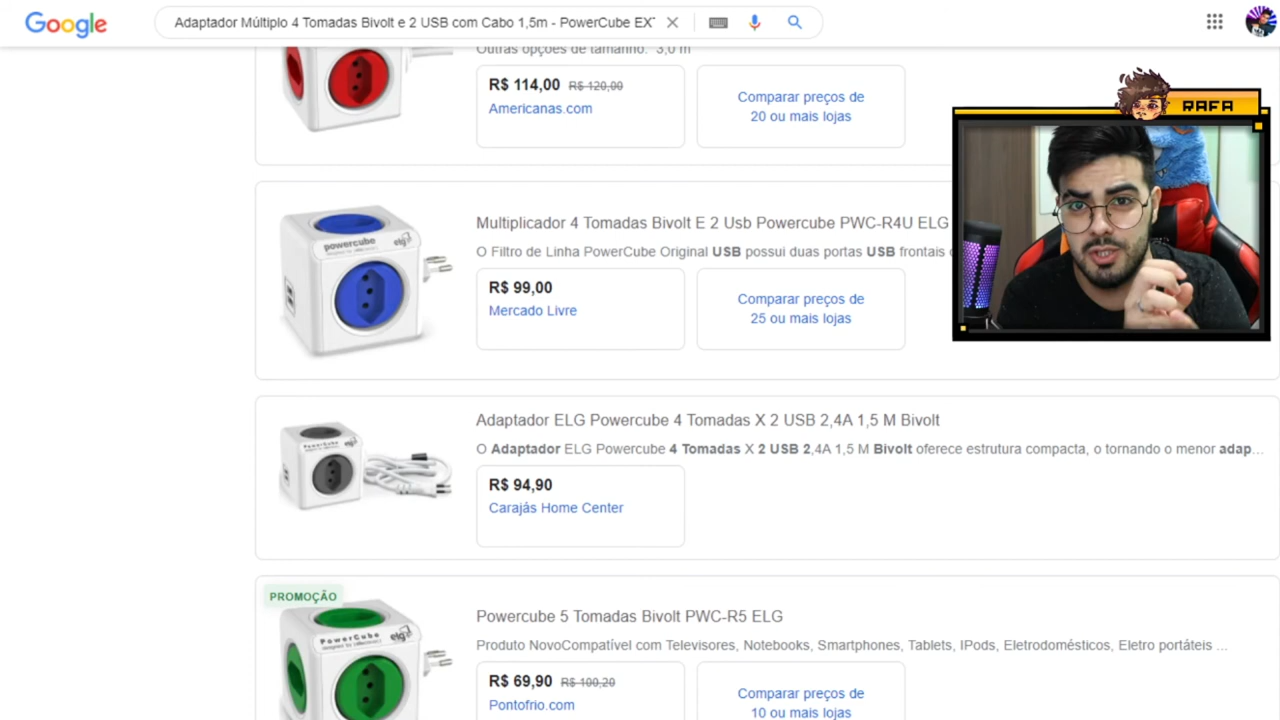 Google
Adaptador Múltiplo 4 Tomadas Bivolt e 2 USB com Cabo 1,5m - PowerCube EXT
Outras opções de tamanho: 3,0 m
R$ 114,00 R$ 120,00
Americanas.com
Comparar preços de
20 ou mais lojas
RAFA
powercube
elg
Multiplicador 4 Tomadas Bivolt E 2 Usb Powercube PWC-R4U ELG
O Filtro de Linha PowerCube Original USB possui duas portas USB frontais
R$ 99,00
Mercado Livre
Comparar preços de
25 ou mais lojas
PowerCube
elg
Adaptador ELG Powercube 4 Tomadas X 2 USB 2,4A 1,5 M Bivolt
O Adaptador ELG Powercube 4 Tomadas X 2 USB 2,4A 1,5 M Bivolt oferece estrutura compacta, o tornando o menor adap...
R$ 94,90
Carajás Home Center
PROMOÇÃO
PowerCube
elg
Powercube 5 Tomadas Bivolt PWC-R5 ELG
Produto NovoCompatível com Televisores, Notebooks, Smartphones, Tablets, IPods, Eletrodomésticos, Eletro portáteis ...
R$ 69,90 R$ 100,20
Pontofrio.com
Comparar preços de
10 ou mais lojas